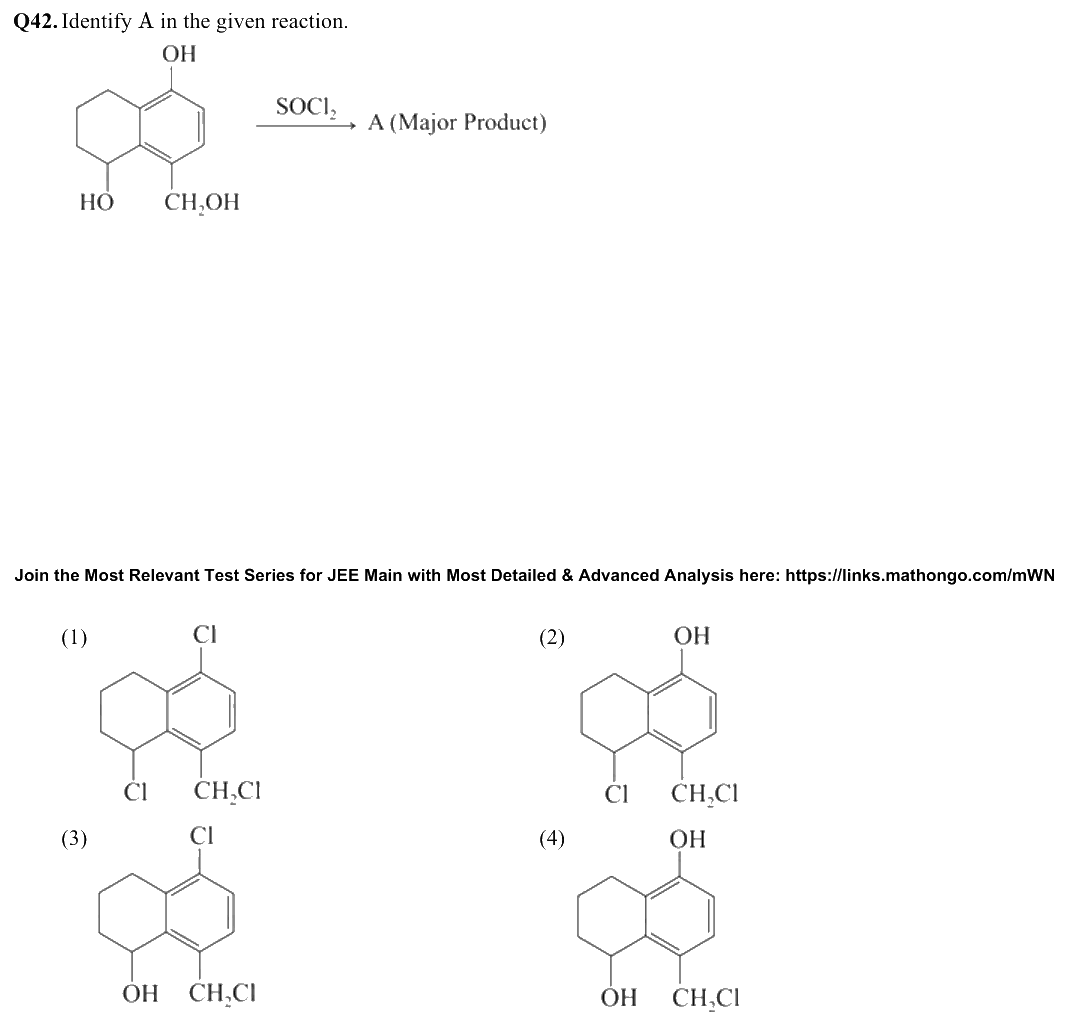 Q42. Identify A in the given reaction.
OH
SOCl₂
A (Major Product)
HO CH₂OH
Join the Most Relevant Test Series for JEE Main with Most Detailed & Advanced Analysis here: https://links.mathongo.com/mWN
(1) Cl (2) OH
Cl CH₂Cl Cl CH₂Cl
(3) Cl (4) OH
OH CH₂Cl OH CH₂Cl